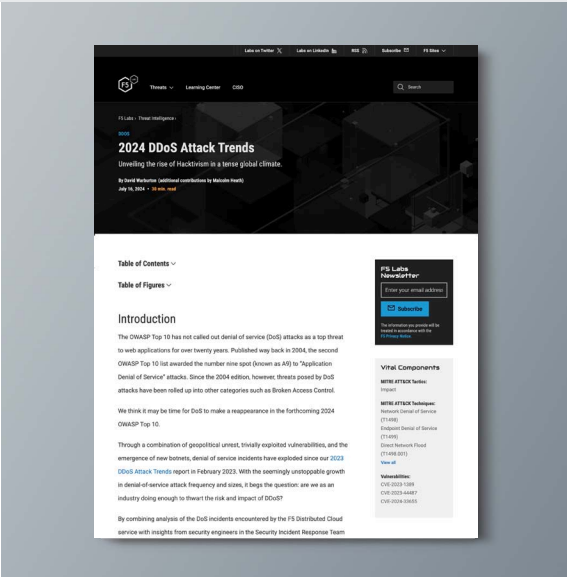 Labs on Twitter
Labs on LinkedIn
RSS
Subscribe
F5 Sites
F5
Threats
Learning Center
CISO
Search
F5 Labs
Threat Intelligence
DDOS
2024 DDoS Attack Trends
Unveiling the rise of Hacktivism in a tense global climate.
By David Warburton (additional contributions by Malcolm Heath)
July 16, 2024 • 39 min. read
Table of Contents
Table of Figures
Introduction
The OWASP Top 10 has not called out denial of service (DoS) attacks as a top threat
to web applications for over twenty years. Published way back in 2004, the second
OWASP Top 10 list awarded the number nine spot (known as A9) to "Application
Denial of Service" attacks. Since the 2004 edition, however, threats posed by DoS
attacks have been rolled up into other categories such as Broken Access Control.
We think it may be time for DoS to make a reappearance in the forthcoming 2024
OWASP Top 10.
Through a combination of geopolitical unrest, trivially exploited vulnerabilities, and the
emergence of new botnets, denial of service incidents have exploded since our 2023
DDoS Attack Trends report in February 2023. With the seemingly unstoppable growth
in denial-of-service attack frequency and sizes, it begs the question: are we as an
industry doing enough to thwart the risk and impact of DDoS?
By combining analysis of the DoS incidents encountered by the F5 Distributed Cloud
service with insights from security engineers in the Security Incident Response Team
F5 Labs
Newsletter
Enter your email address
Subscribe
The information you provide will be
treated in accordance with the
F5 Privacy Notice
Vital Components
MITRE ATT&CK Tactics:
Impact
MITRE ATT&CK Techniques:
Network Denial of Service
(T1498)
Endpoint Denial of Service
(T1499)
Direct Network Flood
(T1498.001)
View all
Vulnerabilities:
CVE-2023-1389
CVE-2023-44487